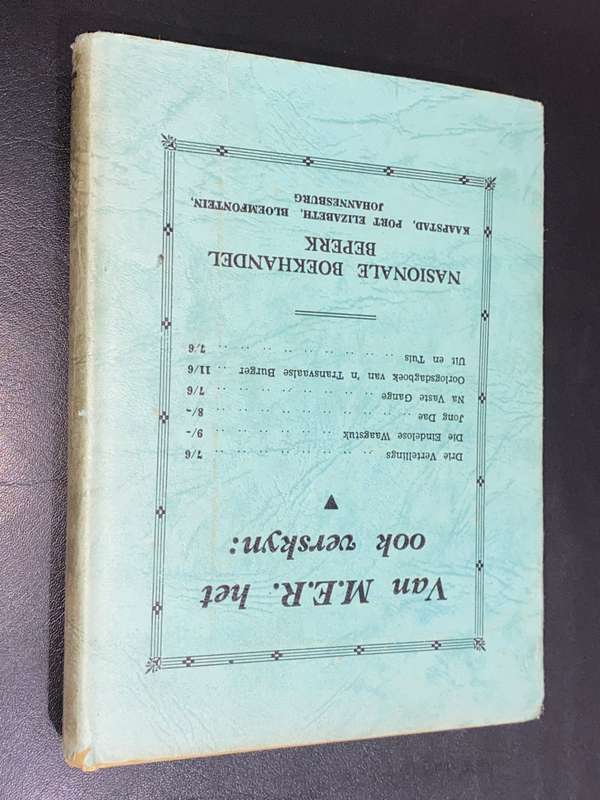 Van M.E.R. het
ook verskyn:
Drie Vertellings .. .. .. .. .. .. .. .. 7/6
Die Eindelose Waagstuk .. .. .. .. .. .. 9/-
Jong Dae .. .. .. .. .. .. .. .. .. .. 8/-
Na Vaste Gange .. .. .. .. .. .. .. .. 7/6
Oorlogsdagboek van 'n Transvaalse Burger .. 11/6
Uit en Tuis .. .. .. .. .. .. .. .. .. 7/6
NASIONALE BOEKHANDEL
BEPERK
KAAPSTAD, PORT ELIZABETH, BLOEMFONTEIN,
JOHANNESBURG